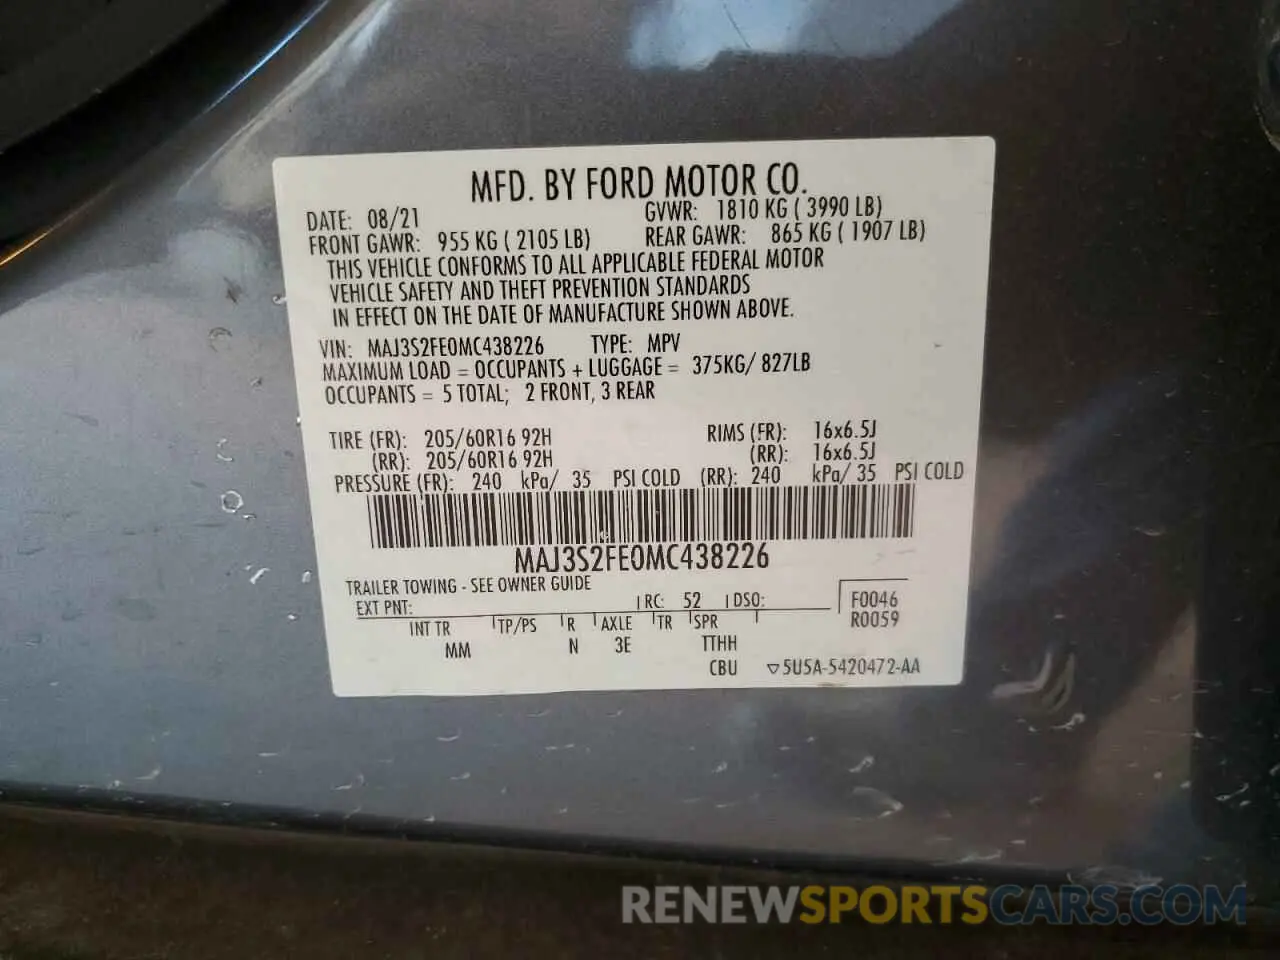 MFD. BY FORD MOTOR CO.
DATE: 08/21 GVWR: 1810 KG ( 3990 LB)
FRONT GAWR: 955 KG ( 2105 LB) REAR GAWR: 865 KG ( 1907 LB)
THIS VEHICLE CONFORMS TO ALL APPLICABLE FEDERAL MOTOR
VEHICLE SAFETY AND THEFT PREVENTION STANDARDS
IN EFFECT ON THE DATE OF MANUFACTURE SHOWN ABOVE.
VIN: MAJ3S2FE0MC438226 TYPE: MPV
MAXIMUM LOAD = OCCUPANTS + LUGGAGE = 375KG/ 827LB
OCCUPANTS = 5 TOTAL; 2 FRONT, 3 REAR
TIRE (FR): 205/60R16 92H RIMS (FR): 16x6.5J
(RR): 205/60R16 92H (RR): 16x6.5J
PRESSURE (FR): 240 kPa/ 35 PSI COLD (RR): 240 kPa/ 35 PSI COLD
MAJ3S2FE0MC438226
TRAILER TOWING - SEE OWNER GUIDE
EXT PNT: RC: 52 DSO: F0046
R0059
INT TR TP/PS R AXLE TR SPR
MM N 3E TTHH
CBU ▽5U5A-5420472-AA
RENEWSPORTSCARS.COM